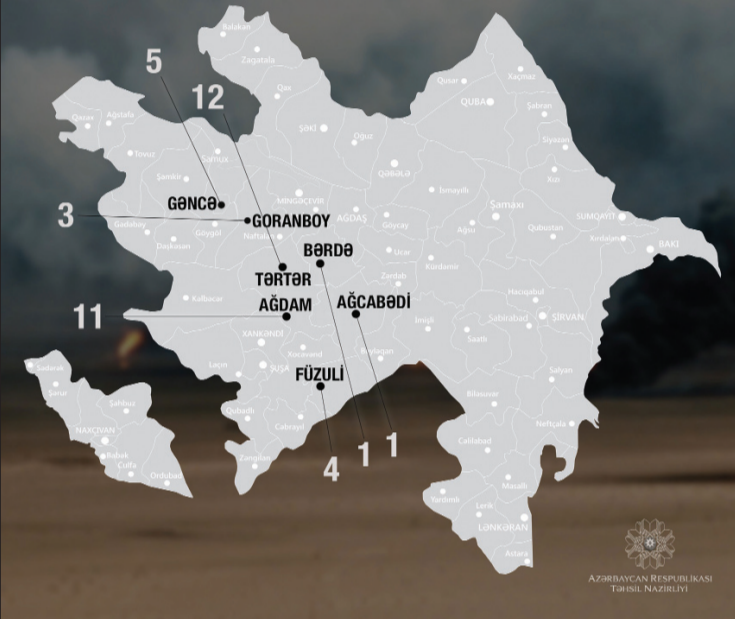 Balakən
Zaqatala
Qax
5
12
Qusar
Xaçmaz
QUBA
Şabran
Siyəzən
Xızı
Qazax
Ağstafa
Tovuz
Şəmkir
Samux
ŞƏKİ
Oğuz
QƏBƏLƏ
İsmayıllı
Şamaxı
SUMQAYIT
Xırdalan
BAKI
GƏNCƏ
MİNGƏÇEVİR
AĞDAŞ
Göyçay
Ağsu
Qubustan
3
GORANBOY
Gədəbəy
Daşkəsən
Göygöl
Naftalan
BƏRDƏ
Ucar
Kürdəmir
Zərdab
TƏRTƏR
Kəlbəcər
AĞDAM
AĞCABƏDİ
Hacıqabul
Sabirabad
ŞİRVAN
11
XANKƏNDİ
Xocavənd
Beyləqan
İmişli
Saatlı
Sədərək
Şərur
Şahbuz
Laçın
ŞUŞA
FÜZULİ
Salyan
Biləsuvar
Neftçala
NAXÇIVAN
Babək
Culfa
Ordubad
Qubadlı
Cəbrayıl
Zəngilan
4
1
1
Cəlilabad
Masallı
Yardımlı
Lerik
LƏNKƏRAN
Astara
AZƏRBAYCAN RESPUBLİKASI
TƏHSİL NAZİRLİYİ